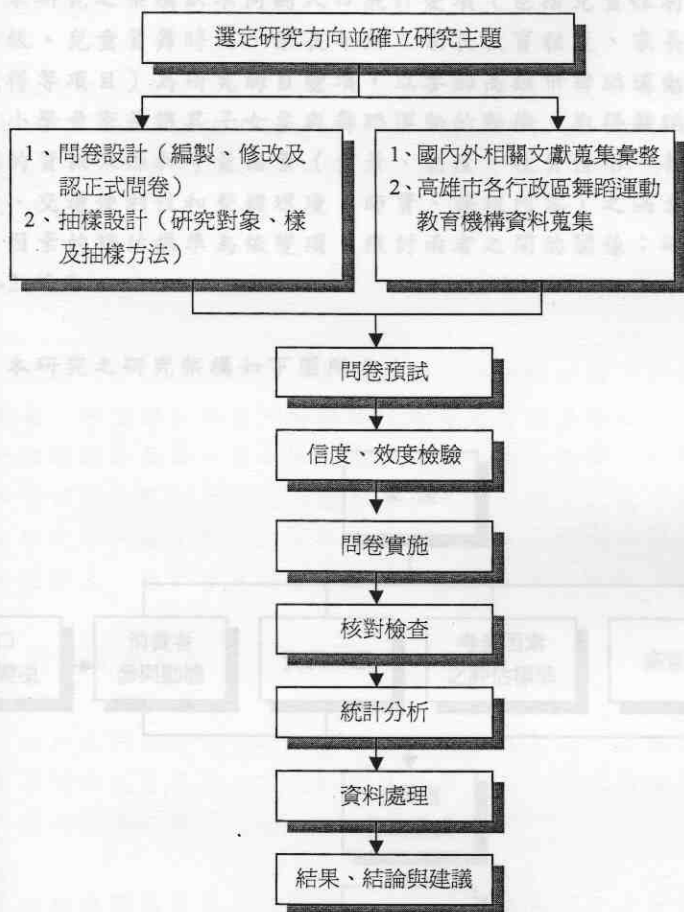 選定研究方向並確立研究主題
1、問卷設計（編製、修改及
認正式問卷）
2、抽樣設計（研究對象、樣
及抽樣方法）
1、國內外相關文獻蒐集彙整
2、高雄市各行政區舞蹈運動
教育機構資料蒐集
問卷預試
信度、效度檢驗
問卷實施
核對檢查
統計分析
資料處理
結果、結論與建議